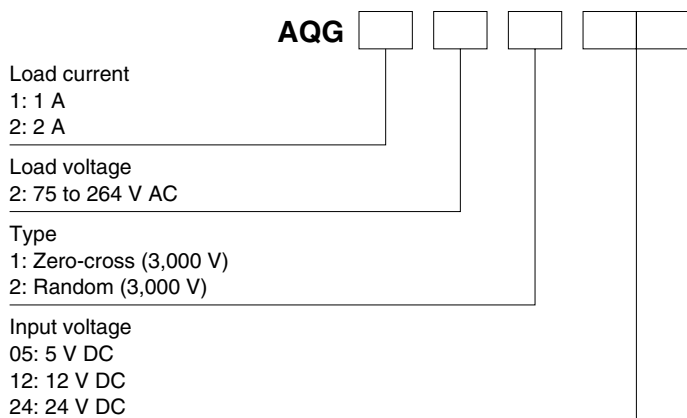 AQG
Load current
1: 1 A
2: 2 A
Load voltage
2: 75 to 264 V AC
Type
1: Zero-cross (3,000 V)
2: Random (3,000 V)
Input voltage
05: 5 V DC
12: 12 V DC
24: 24 V DC